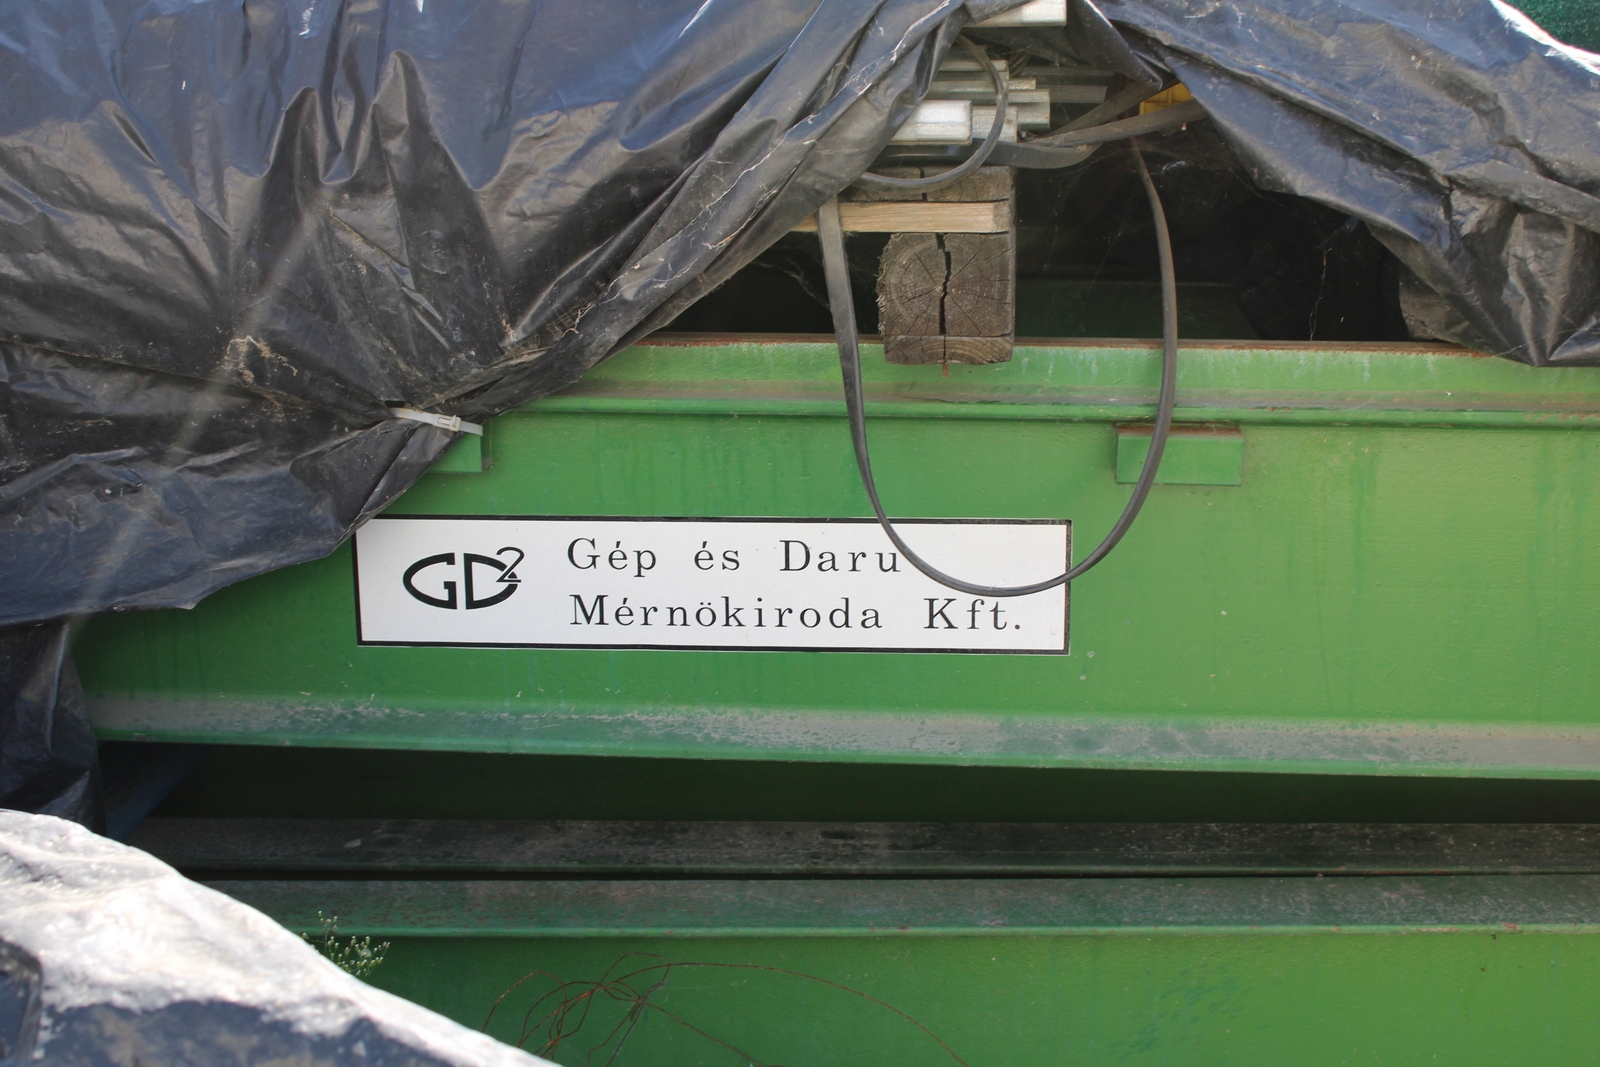 GD2
Gép és Daru
Mérnökiroda Kft.